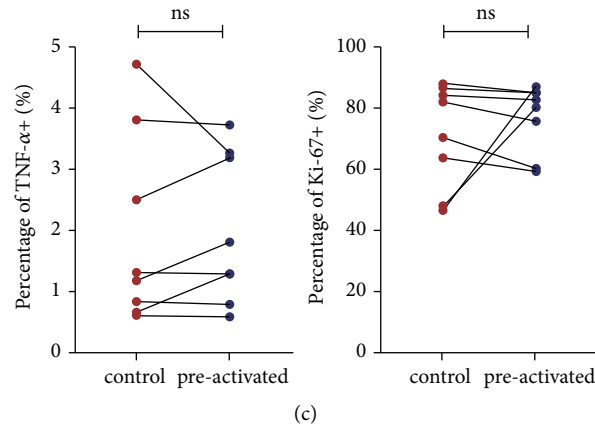 ns
Percentage of TNF-α+ (%)
5
4
3
2
1
0
control pre-activated
ns
Percentage of Ki-67+ (%)
100
80
60
40
20
0
control pre-activated
(c)